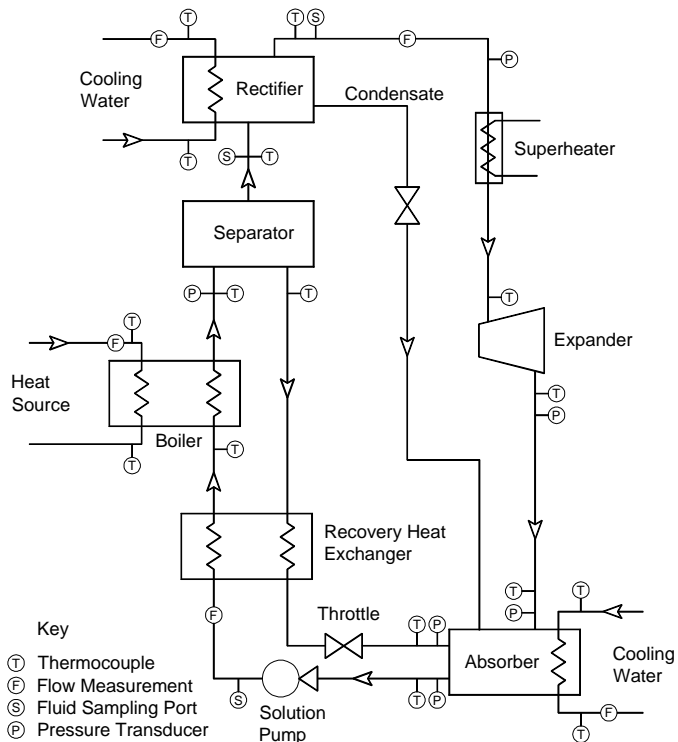 T
T
S
F
F
P
Cooling
Water
Rectifier
Condensate
T
S
T
Superheater
Separator
P
T
T
T
T
F
Expander
Heat
Source
T
P
Boiler
T
T
Recovery Heat
Exchanger
F
Throttle
T
P
T
T
P
Absorber
Cooling
Water
T
P
S
Solution
Pump
T
F
Key
T Thermocouple
F Flow Measurement
S Fluid Sampling Port
P Pressure Transducer